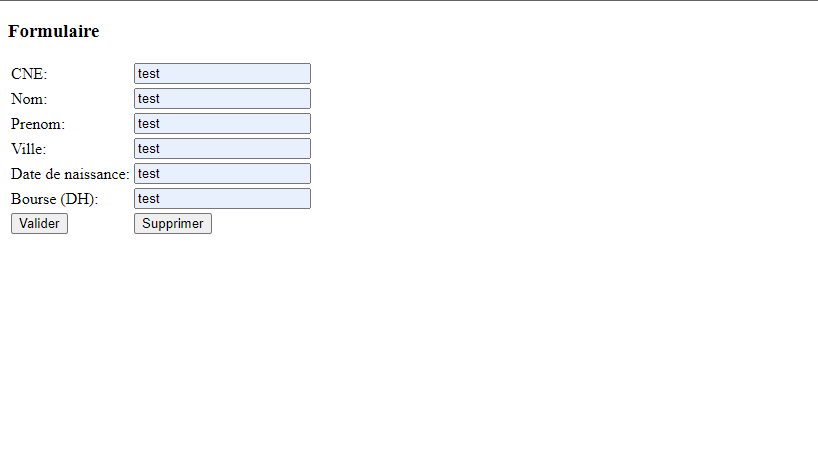 Formulaire
CNE: test
Nom: test
Prenom: test
Ville: test
Date de naissance: test
Bourse (DH): test
Valider Supprimer